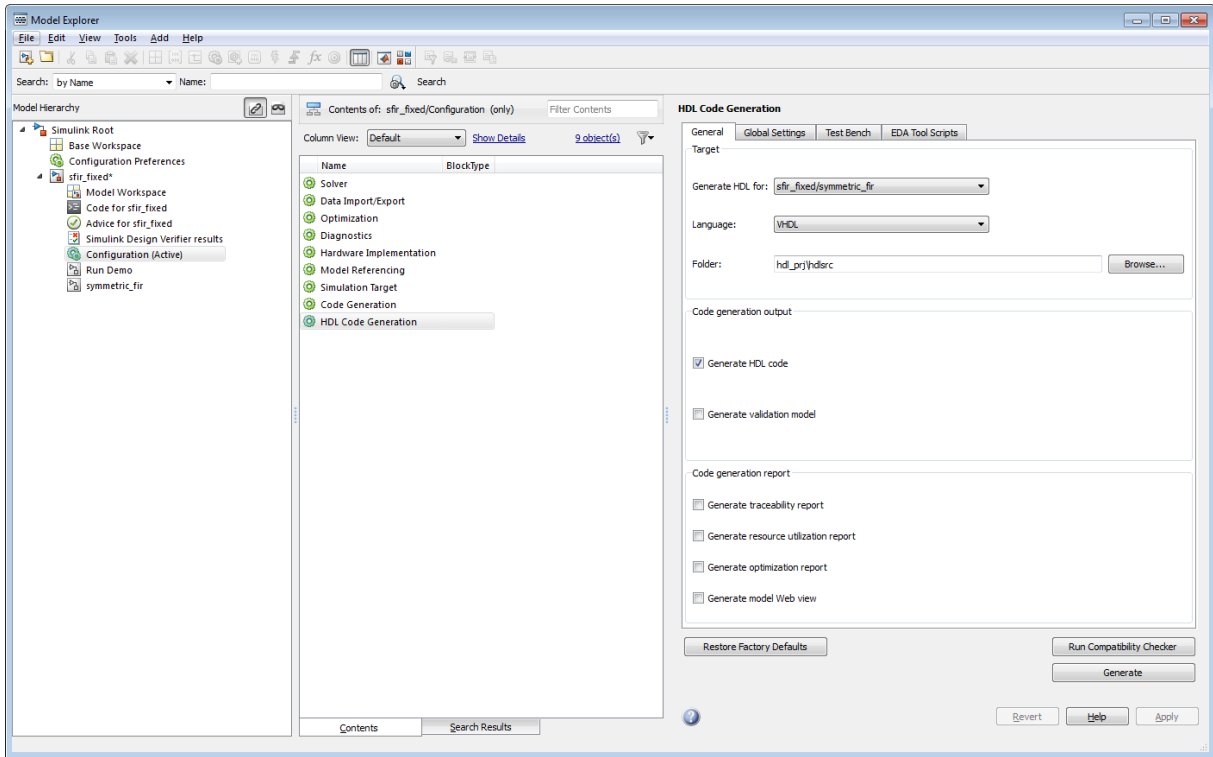 Model Explorer
File Edit View Tools Add Help
fx
Search: by Name Name: Search
Model Hierarchy
Simulink Root
Base Workspace
Configuration Preferences
sfir_fixed*
Model Workspace
Code for sfir_fixed
Advice for sfir_fixed
Simulink Design Verifier results
Configuration (Active)
Run Demo
symmetric_fir
Contents of: sfir_fixed/Configuration (only) Filter Contents
Column View: Default Show Details 9 object(s)
Name BlockType
Solver
Data Import/Export
Optimization
Diagnostics
Hardware Implementation
Model Referencing
Simulation Target
Code Generation
HDL Code Generation
Contents Search Results
HDL Code Generation
General Global Settings Test Bench EDA Tool Scripts
Target
Generate HDL for: sfir_fixed/symmetric_fir
Language: VHDL
Folder: hdl_prj\hdlsrc Browse...
Code generation output
Generate HDL code
Generate validation model
Code generation report
Generate traceability report
Generate resource utilization report
Generate optimization report
Generate model Web view
Restore Factory Defaults Run Compatibility Checker
Generate
Revert Help Apply